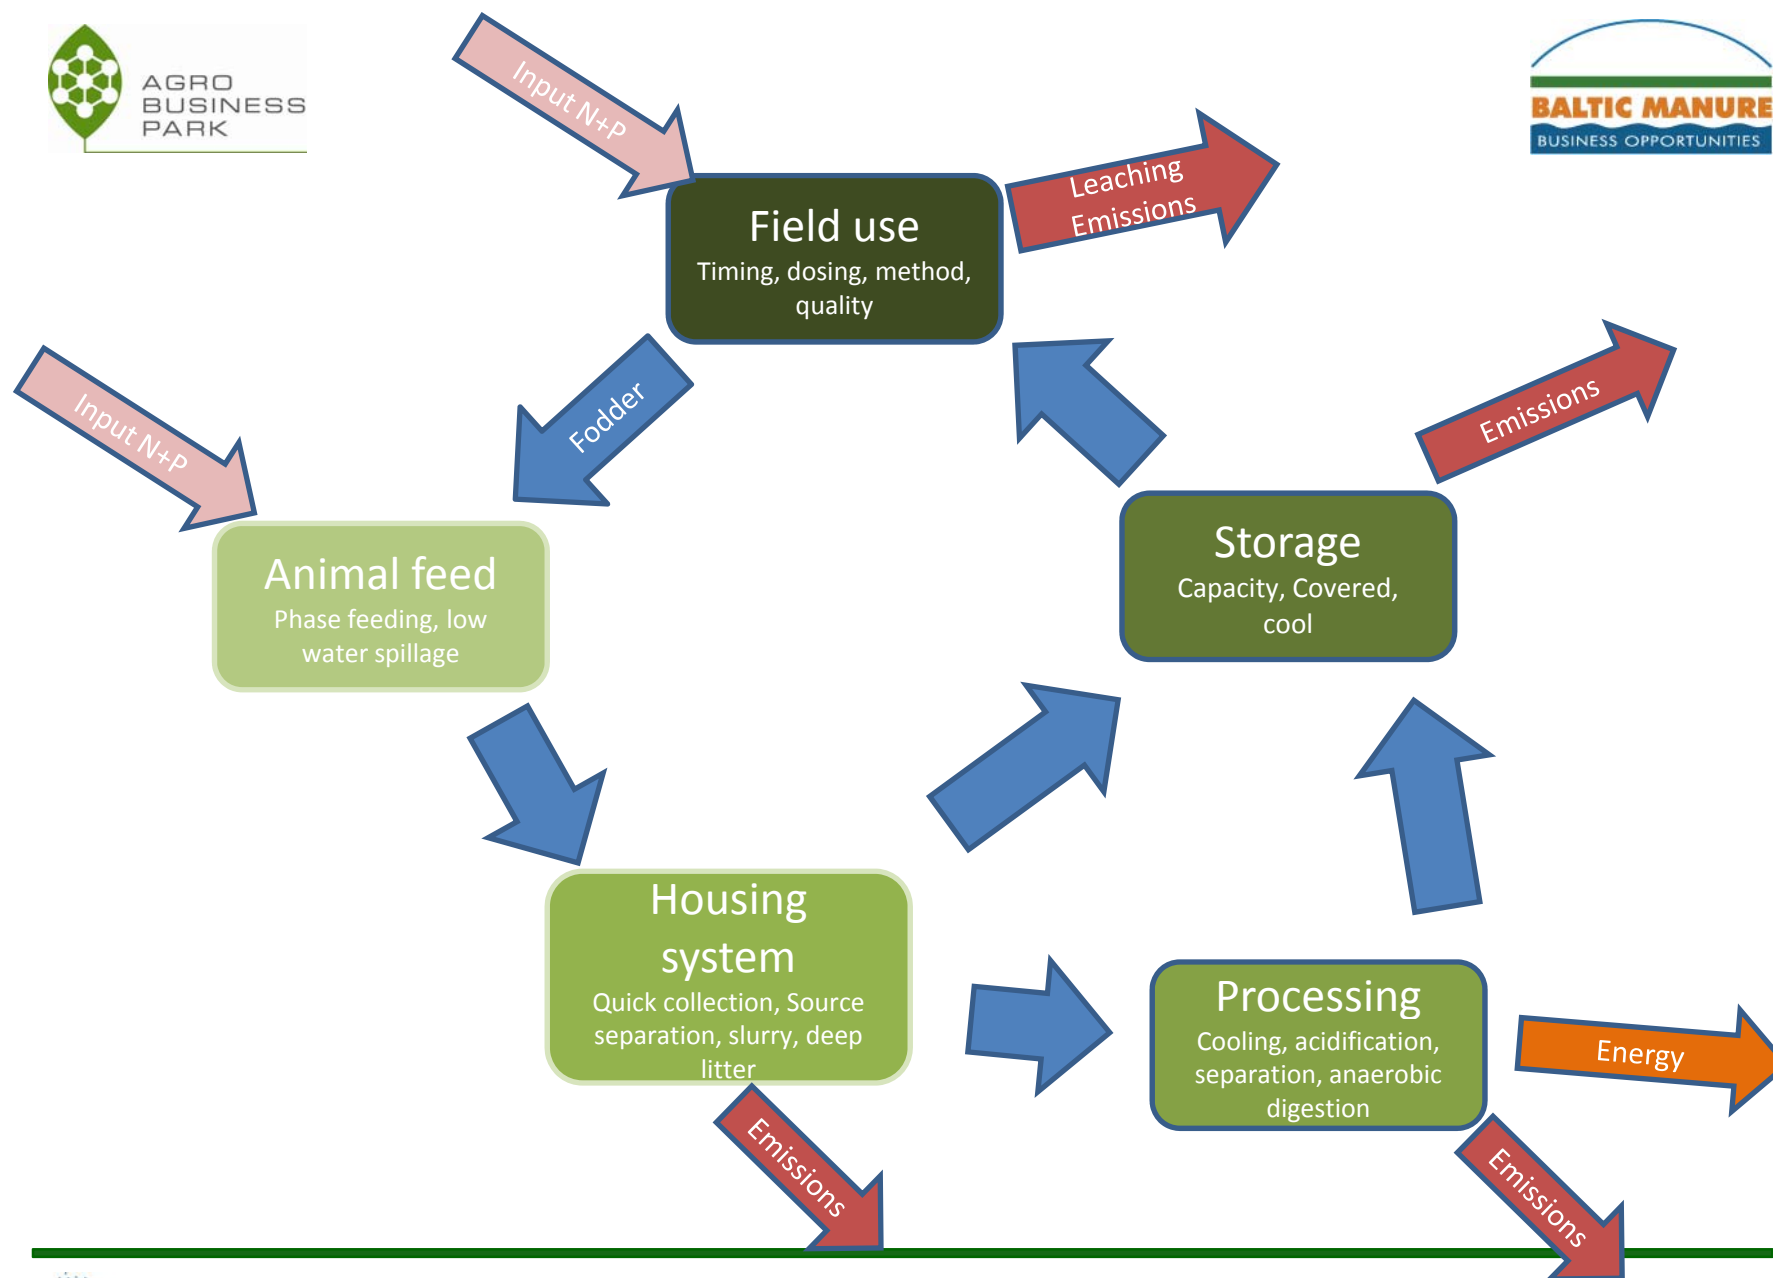 AGRO
BUSINESS
PARK
Input N+P
BALTIC MANURE
BUSINESS OPPORTUNITIES
Leaching
Emissions
Field use
Timing, dosing, method,
quality
Input N+P
Fodder
Emissions
Animal feed
Phase feeding, low
water spillage
Storage
Capacity, Covered,
cool
Housing
system
Quick collection, Source
separation, slurry, deep
litter
Processing
Cooling, acidification,
separation, anaerobic
digestion
Energy
Emissions
Emissions